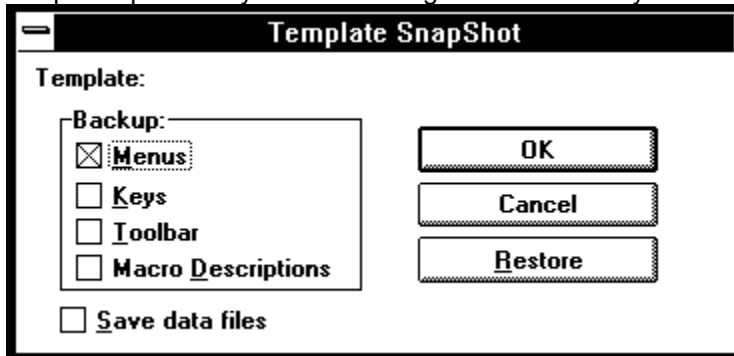 Template SnapShot
Template:
Backup:
Menus
Keys
Toolbar
Macro Descriptions
Save data files
OK
Cancel
Restore